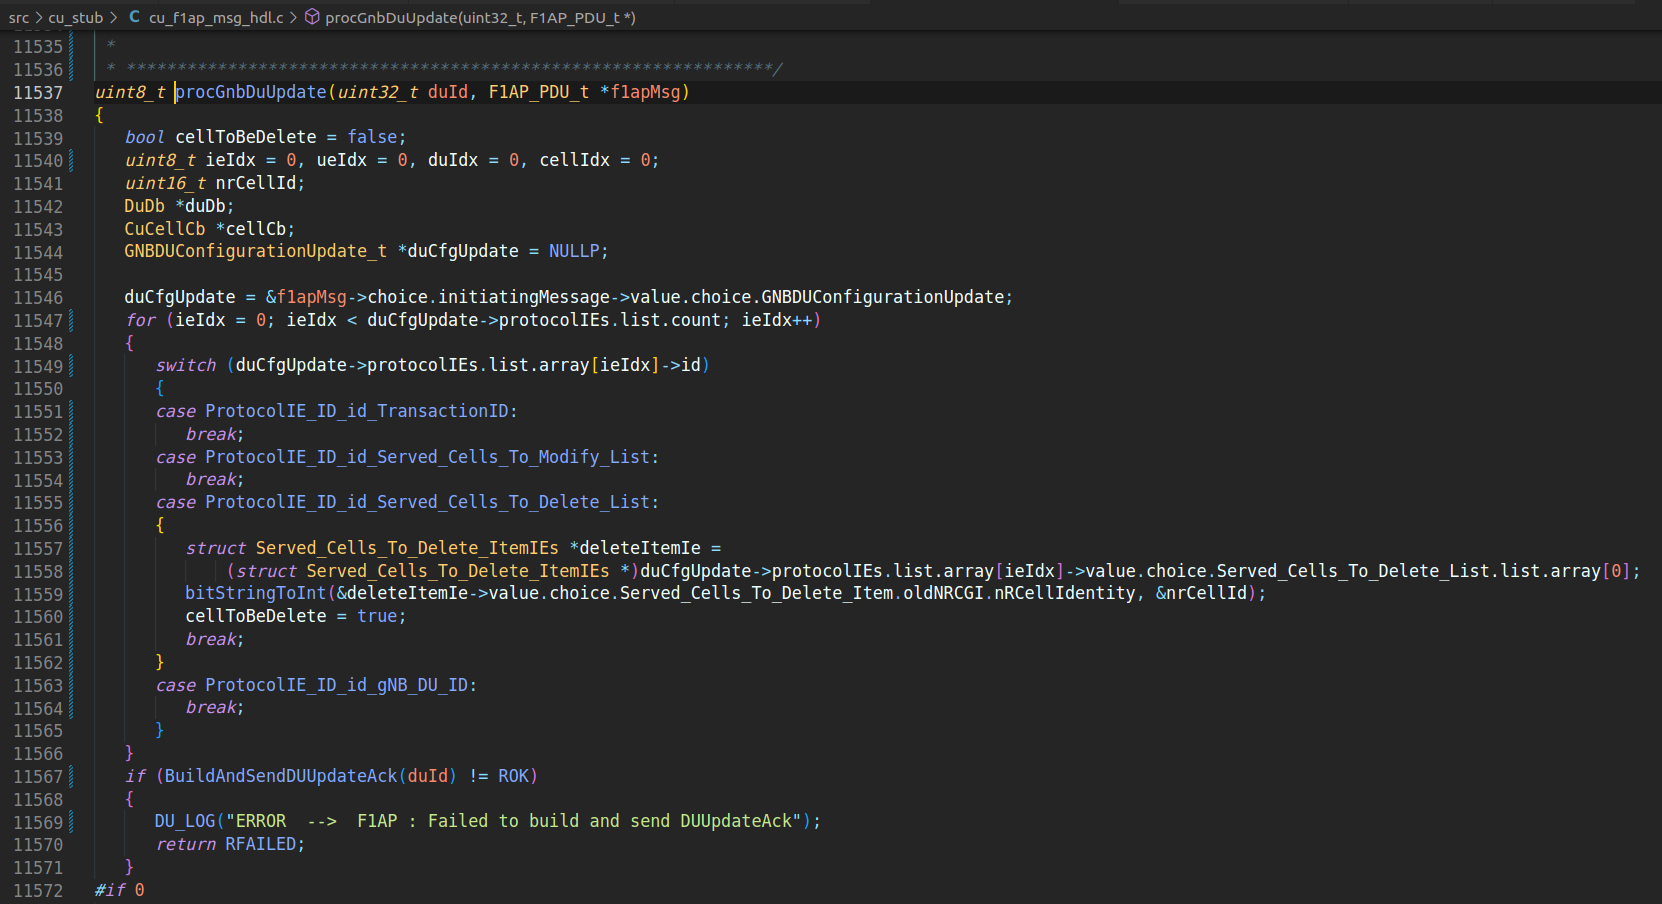 src > cu_stub > C cu_f1ap_msg_hdl.c > procGnbDuUpdate(uint32_t, F1AP_PDU_t *)
11535 *
11536 * ****************************************************************/
11537 uint8_t procGnbDuUpdate(uint32_t duId, F1AP_PDU_t *f1apMsg)
11538 {
11539 bool cellToBeDelete = false;
11540 uint8_t ieIdx = 0, ueIdx = 0, duIdx = 0, cellIdx = 0;
11541 uint16_t nrCellId;
11542 DuDb *duDb;
11543 CuCellCb *cellCb;
11544 GNBDUConfigurationUpdate_t *duCfgUpdate = NULLP;
11545
11546 duCfgUpdate = &f1apMsg->choice.initiatingMessage->value.choice.GNBDUConfigurationUpdate;
11547 for (ieIdx = 0; ieIdx < duCfgUpdate->protocolIEs.list.count; ieIdx++)
11548 {
11549 switch (duCfgUpdate->protocolIEs.list.array[ieIdx]->id)
11550 {
11551 case ProtocolIE_ID_id_TransactionID:
11552 break;
11553 case ProtocolIE_ID_id_Served_Cells_To_Modify_List:
11554 break;
11555 case ProtocolIE_ID_id_Served_Cells_To_Delete_List:
11556 {
11557 struct Served_Cells_To_Delete_ItemIEs *deleteItemIe =
11558 (struct Served_Cells_To_Delete_ItemIEs *)duCfgUpdate->protocolIEs.list.array[ieIdx]->value.choice.Served_Cells_To_Delete_List.list.array[0];
11559 bitStringToInt(&deleteItemIe->value.choice.Served_Cells_To_Delete_Item.oldNRCGI.nRCellIdentity, &nrCellId);
11560 cellToBeDelete = true;
11561 break;
11562 }
11563 case ProtocolIE_ID_id_gNB_DU_ID:
11564 break;
11565 }
11566 }
11567 if (BuildAndSendDUUpdateAck(duId) != ROK)
11568 {
11569 DU_LOG("ERROR  -->  F1AP : Failed to build and send DUUpdateAck");
11570 return RFAILED;
11571 }
11572 #if 0